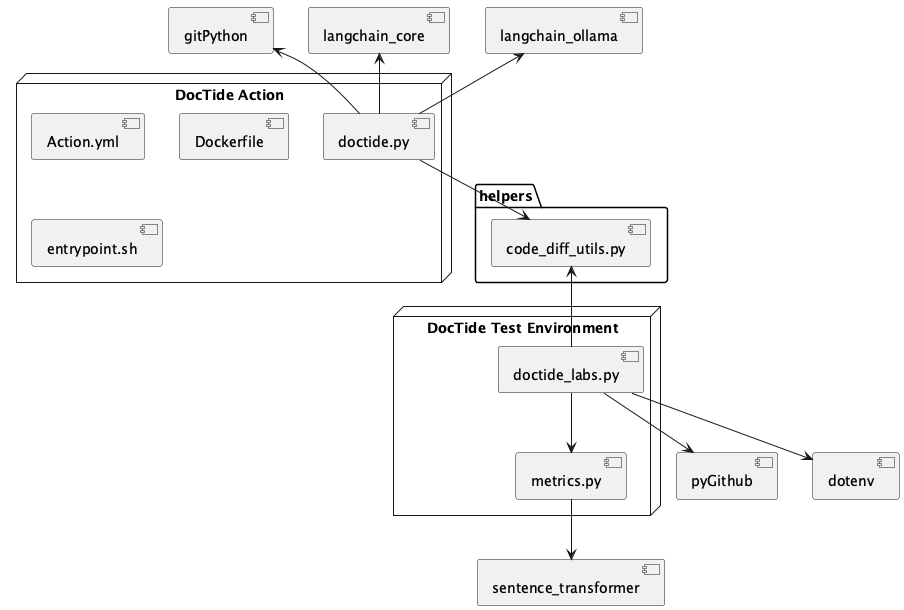 gitPython
langchain_core
langchain_ollama
DocTide Action
Action.yml
Dockerfile
doctide.py
helpers
entrypoint.sh
code_diff_utils.py
DocTide Test Environment
doctide_labs.py
metrics.py
pyGithub
dotenv
sentence_transformer